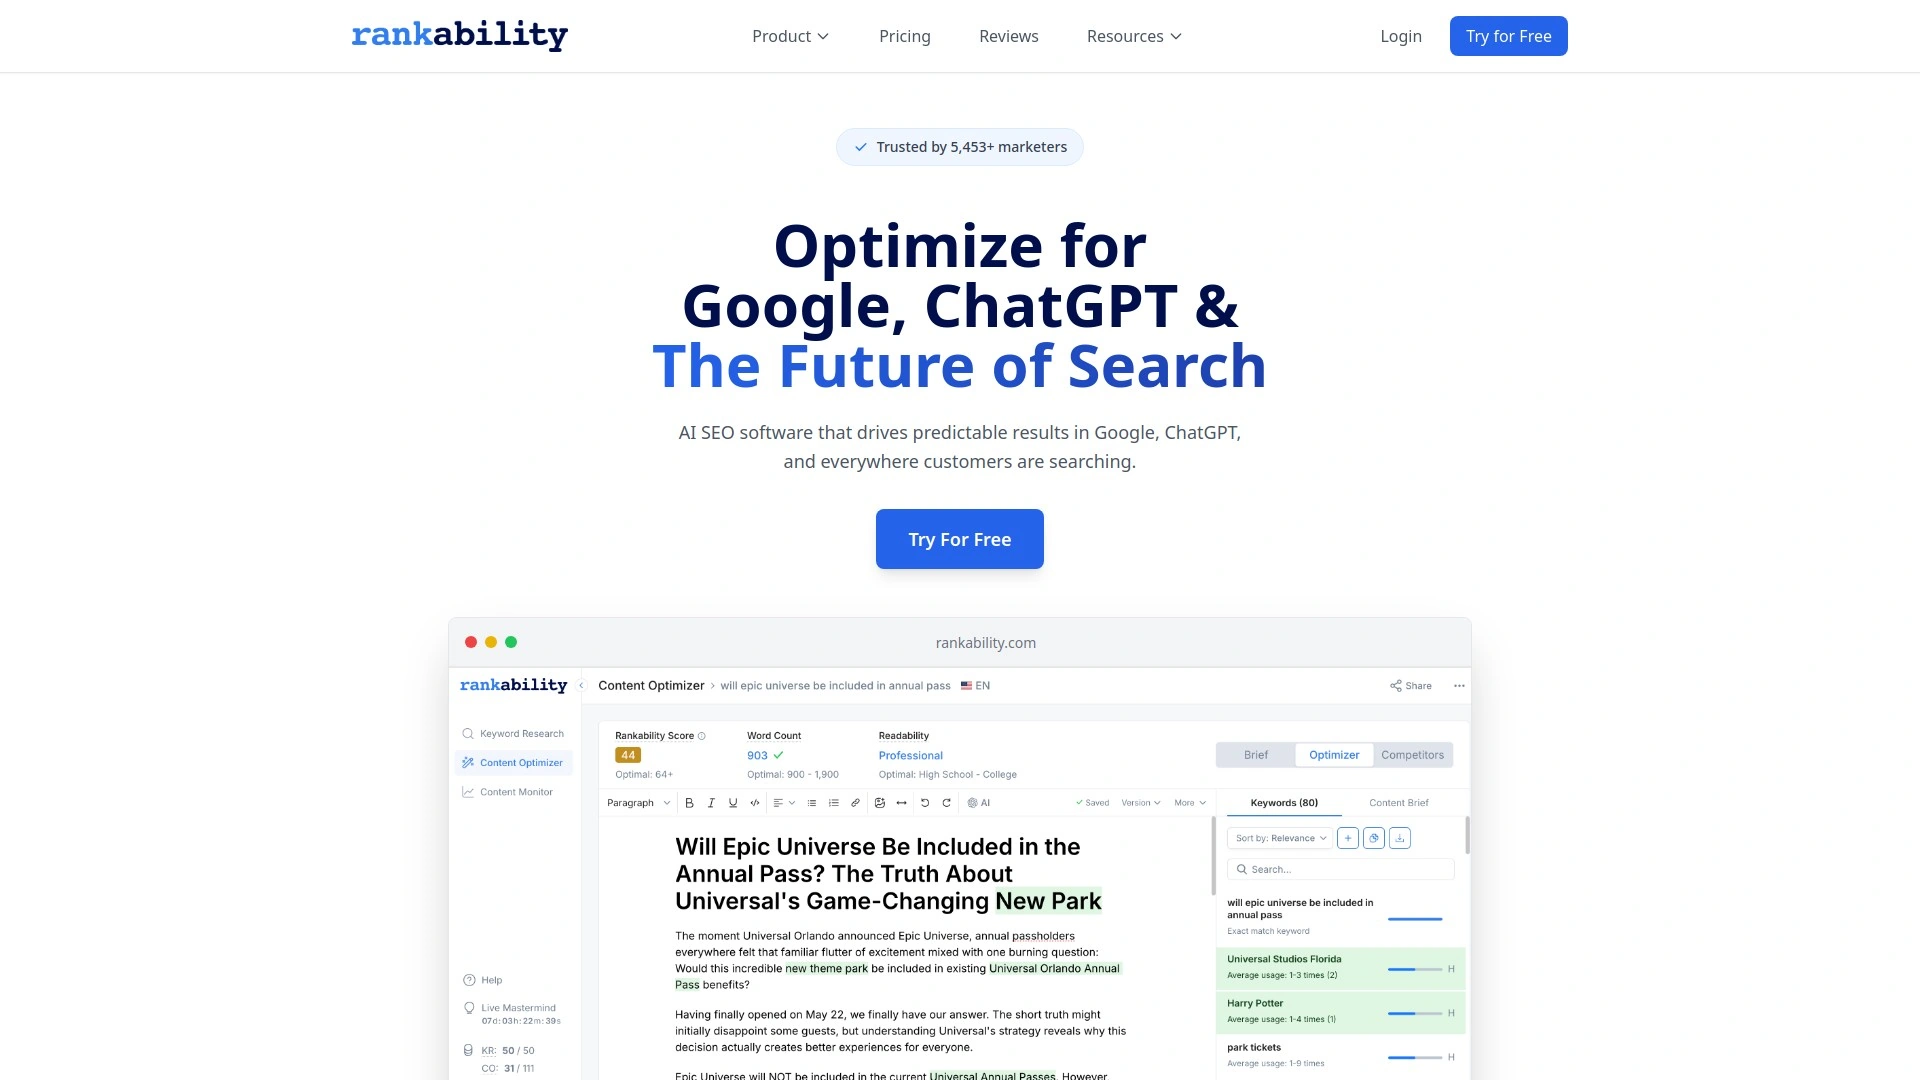 rankability
Product
Pricing
Reviews
Resources
Login
Try for Free
Trusted by 5,453+ marketers
Optimize for
Google, ChatGPT &
The Future of Search
AI SEO software that drives predictable results in Google, ChatGPT,
and everywhere customers are searching.
Try For Free
rankability.com
rankability
Content Optimizer › will epic universe be included in annual pass EN
Share
Keyword Research
Content Optimizer
Content Monitor
Help
Live Mastermind
07d: 03h: 22m: 39s
KR: 50 / 50
CO: 31 / 111
Rankability Score
44
Optimal: 64+
Word Count
903
Optimal: 900 - 1,900
Readability
Professional
Optimal: High School - College
Brief
Optimizer
Competitors
Paragraph
B
I
U
AI
Saved
Version
More
Will Epic Universe Be Included in the
Annual Pass? The Truth About
Universal's Game-Changing New Park
The moment Universal Orlando announced Epic Universe, annual passholders
everywhere felt that familiar flutter of excitement mixed with one burning question:
Would this incredible new theme park be included in existing Universal Orlando Annual
Pass benefits?
Having finally opened on May 22, we finally have our answer. The short truth might
initially disappoint some guests, but understanding Universal's strategy reveals why this
decision actually creates better experiences for everyone.
Epic Universe will NOT be included in the current Universal Annual Passes. However,
Keywords (80)
Content Brief
Sort by: Relevance
Search...
will epic universe be included in
annual pass
Exact match keyword
Universal Studios Florida
Average usage: 1-3 times (2)
H
Harry Potter
Average usage: 1-4 times (1)
H
park tickets
Average usage: 1-9 times
H